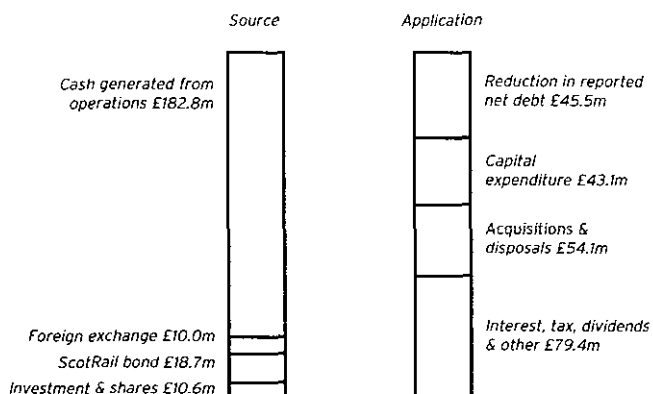 Source
Application
Cash generated from
operations £182.8m
Foreign exchange £10.0m
ScotRail bond £18.7m
Investment & shares £10.6m
Reduction in reported
net debt £45.5m
Capital
expenditure £43.1m
Acquisitions &
disposals £54.1m
Interest, tax, dividends
& other £79.4m